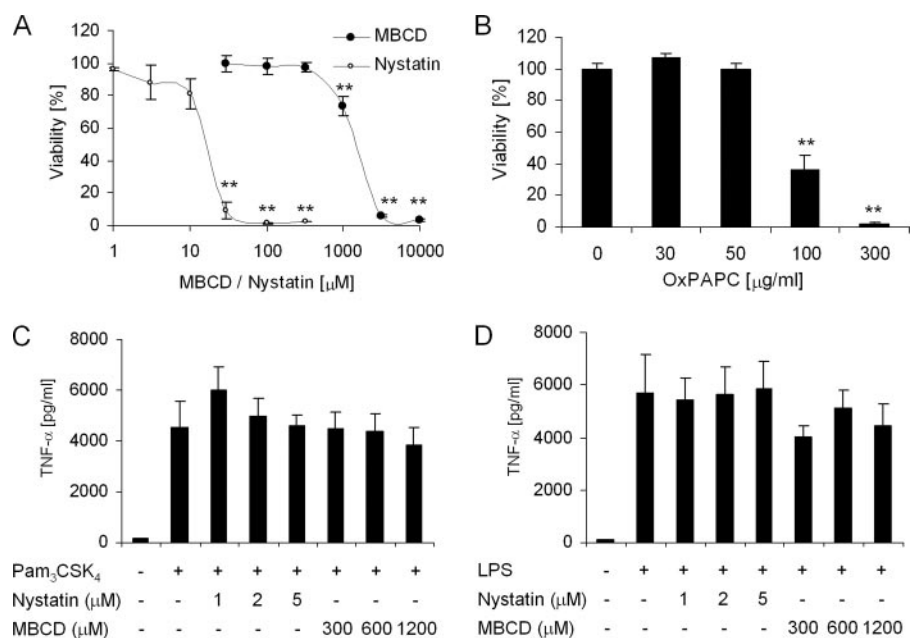 A
120
100
80
60
40
20
0
Viability [%]
MBCD
Nystatin
**
** ** ** ** **
1 10 100 1000 10000
MBCD / Nystatin [μM]
B
120
100
80
60
40
20
0
Viability [%]
**
**
0 30 50 100 300
OxPAPC [μg/ml]
C
8000
6000
4000
2000
0
TNF-α [pg/ml]
Pam₃CSK₄ - + + + + + + +
Nystatin (μM) - - 1 2 5 - - -
MBCD (μM) - - - - - 300 600 1200
D
8000
6000
4000
2000
0
TNF-α [pg/ml]
LPS - + + + + + + +
Nystatin (μM) - - 1 2 5 - - -
MBCD (μM) - - - - - 300 600 1200